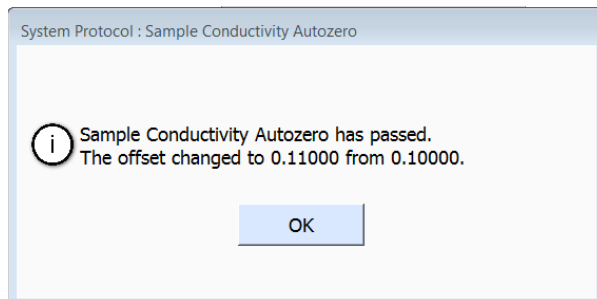 System Protocol : Sample Conductivity Autozero
i
Sample Conductivity Autozero has passed.
The offset changed to 0.11000 from 0.10000.
OK